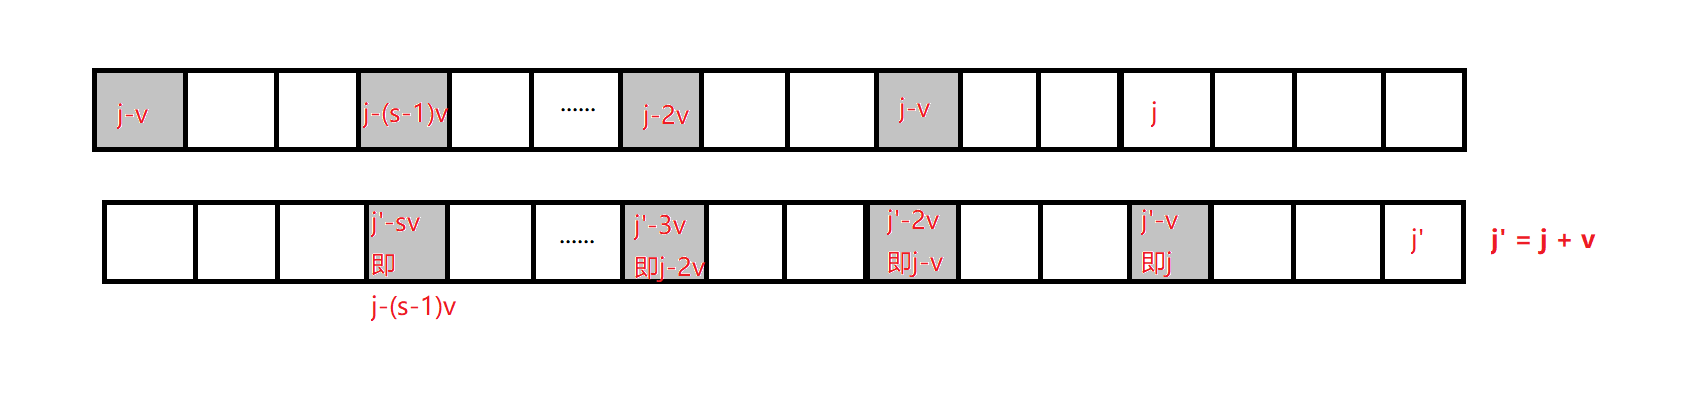 j-v j-(s-1)v ...... j-2v j-v j
j'-sv ...... j'-3v j'-2v j'-v j' j' = j + v
即 即j-2v 即j-v 即j
j-(s-1)v